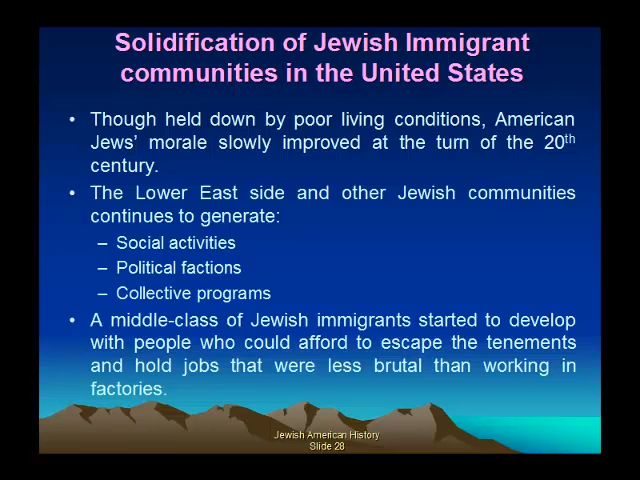 Solidification of Jewish Immigrant
communities in the United States
• Though held down by poor living conditions, American
Jews’ morale slowly improved at the turn of the 20th
century.
• The Lower East side and other Jewish communities
continues to generate:
– Social activities
– Political factions
– Collective programs
• A middle-class of Jewish immigrants started to develop
with people who could afford to escape the tenements
and hold jobs that were less brutal than working in
factories.
Jewish American History
Slide 28